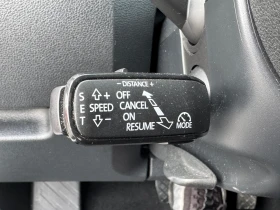 − DISTANCE +
S + OFF
E SPEED CANCEL
T − ON
RESUME MODE